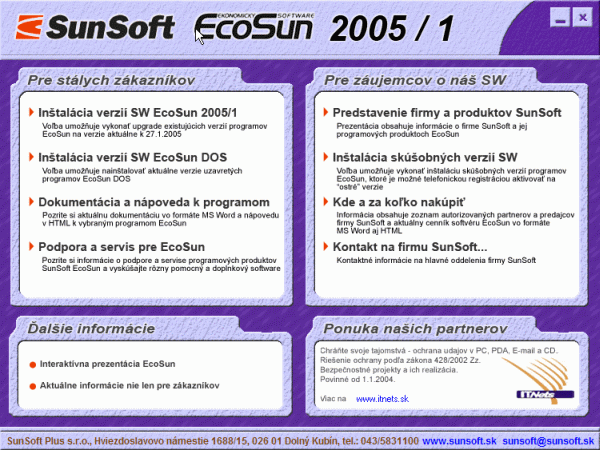 SunSoft EKONOMICKÝ SOFTWARE EcoSun 2005 / 1
Pre stálych zákazníkov
Inštalácia verzií SW EcoSun 2005/1
Voľba umožňuje vykonať upgrade existujúcich verzií programov
EcoSun na verzie aktuálne k 27.1.2005
Inštalácia verzií SW EcoSun DOS
Voľba umožňuje nainštalovať aktuálne verzie uzavretých
programov EcoSun DOS
Dokumentácia a nápoveda k programom
Pozrite si aktuálnu dokumentáciu vo formáte MS Word a nápovedu
v HTML k vybraným programom EcoSun
Podpora a servis pre EcoSun
Pozrite si informácie o podpore a servise programových produktov
SunSoft EcoSun a vyskúšajte rôzny pomocný a doplnkový software
Pre záujemcov o náš SW
Predstavenie firmy a produktov SunSoft
Prezentácia obsahuje informácie o firme SunSoft a jej
programových produktoch EcoSun
Inštalácia skúšobných verzií SW
Voľba umožňuje vykonať inštaláciu skúšobných verzií programov
EcoSun, ktoré je možné telefonickou registráciou aktivovať na
"ostré" verzie
Kde a za koľko nakúpiť
Informácia obsahuje zoznam autorizovaných partnerov a predajcov
firmy SunSoft a aktuálny cenník softvéru EcoSun vo formáte
MS Word aj HTML
Kontakt na firmu SunSoft...
Kontaktné informácie na hlavné oddelenia firmy SunSoft
Ďalšie informácie
Interaktívna prezentácia EcoSun
Aktuálne informácie nie len pre zákazníkov
Ponuka našich partnerov
Chráňte svoje tajomstvá - ochrana udajov v PC, PDA, E-mail a CD.
Riešenie ochrany podľa zákona 428/2002 Zz.
Bezpečnostné projekty a ich realizácia.
Povinné od 1.1.2004.
Viac na www.itnets.sk
ITNets
SunSoft Plus s.r.o., Hviezdoslavovo námestie 1688/15, 026 01 Dolný Kubín, tel.: 043/5831100 www.sunsoft.sk sunsoft@sunsoft.sk